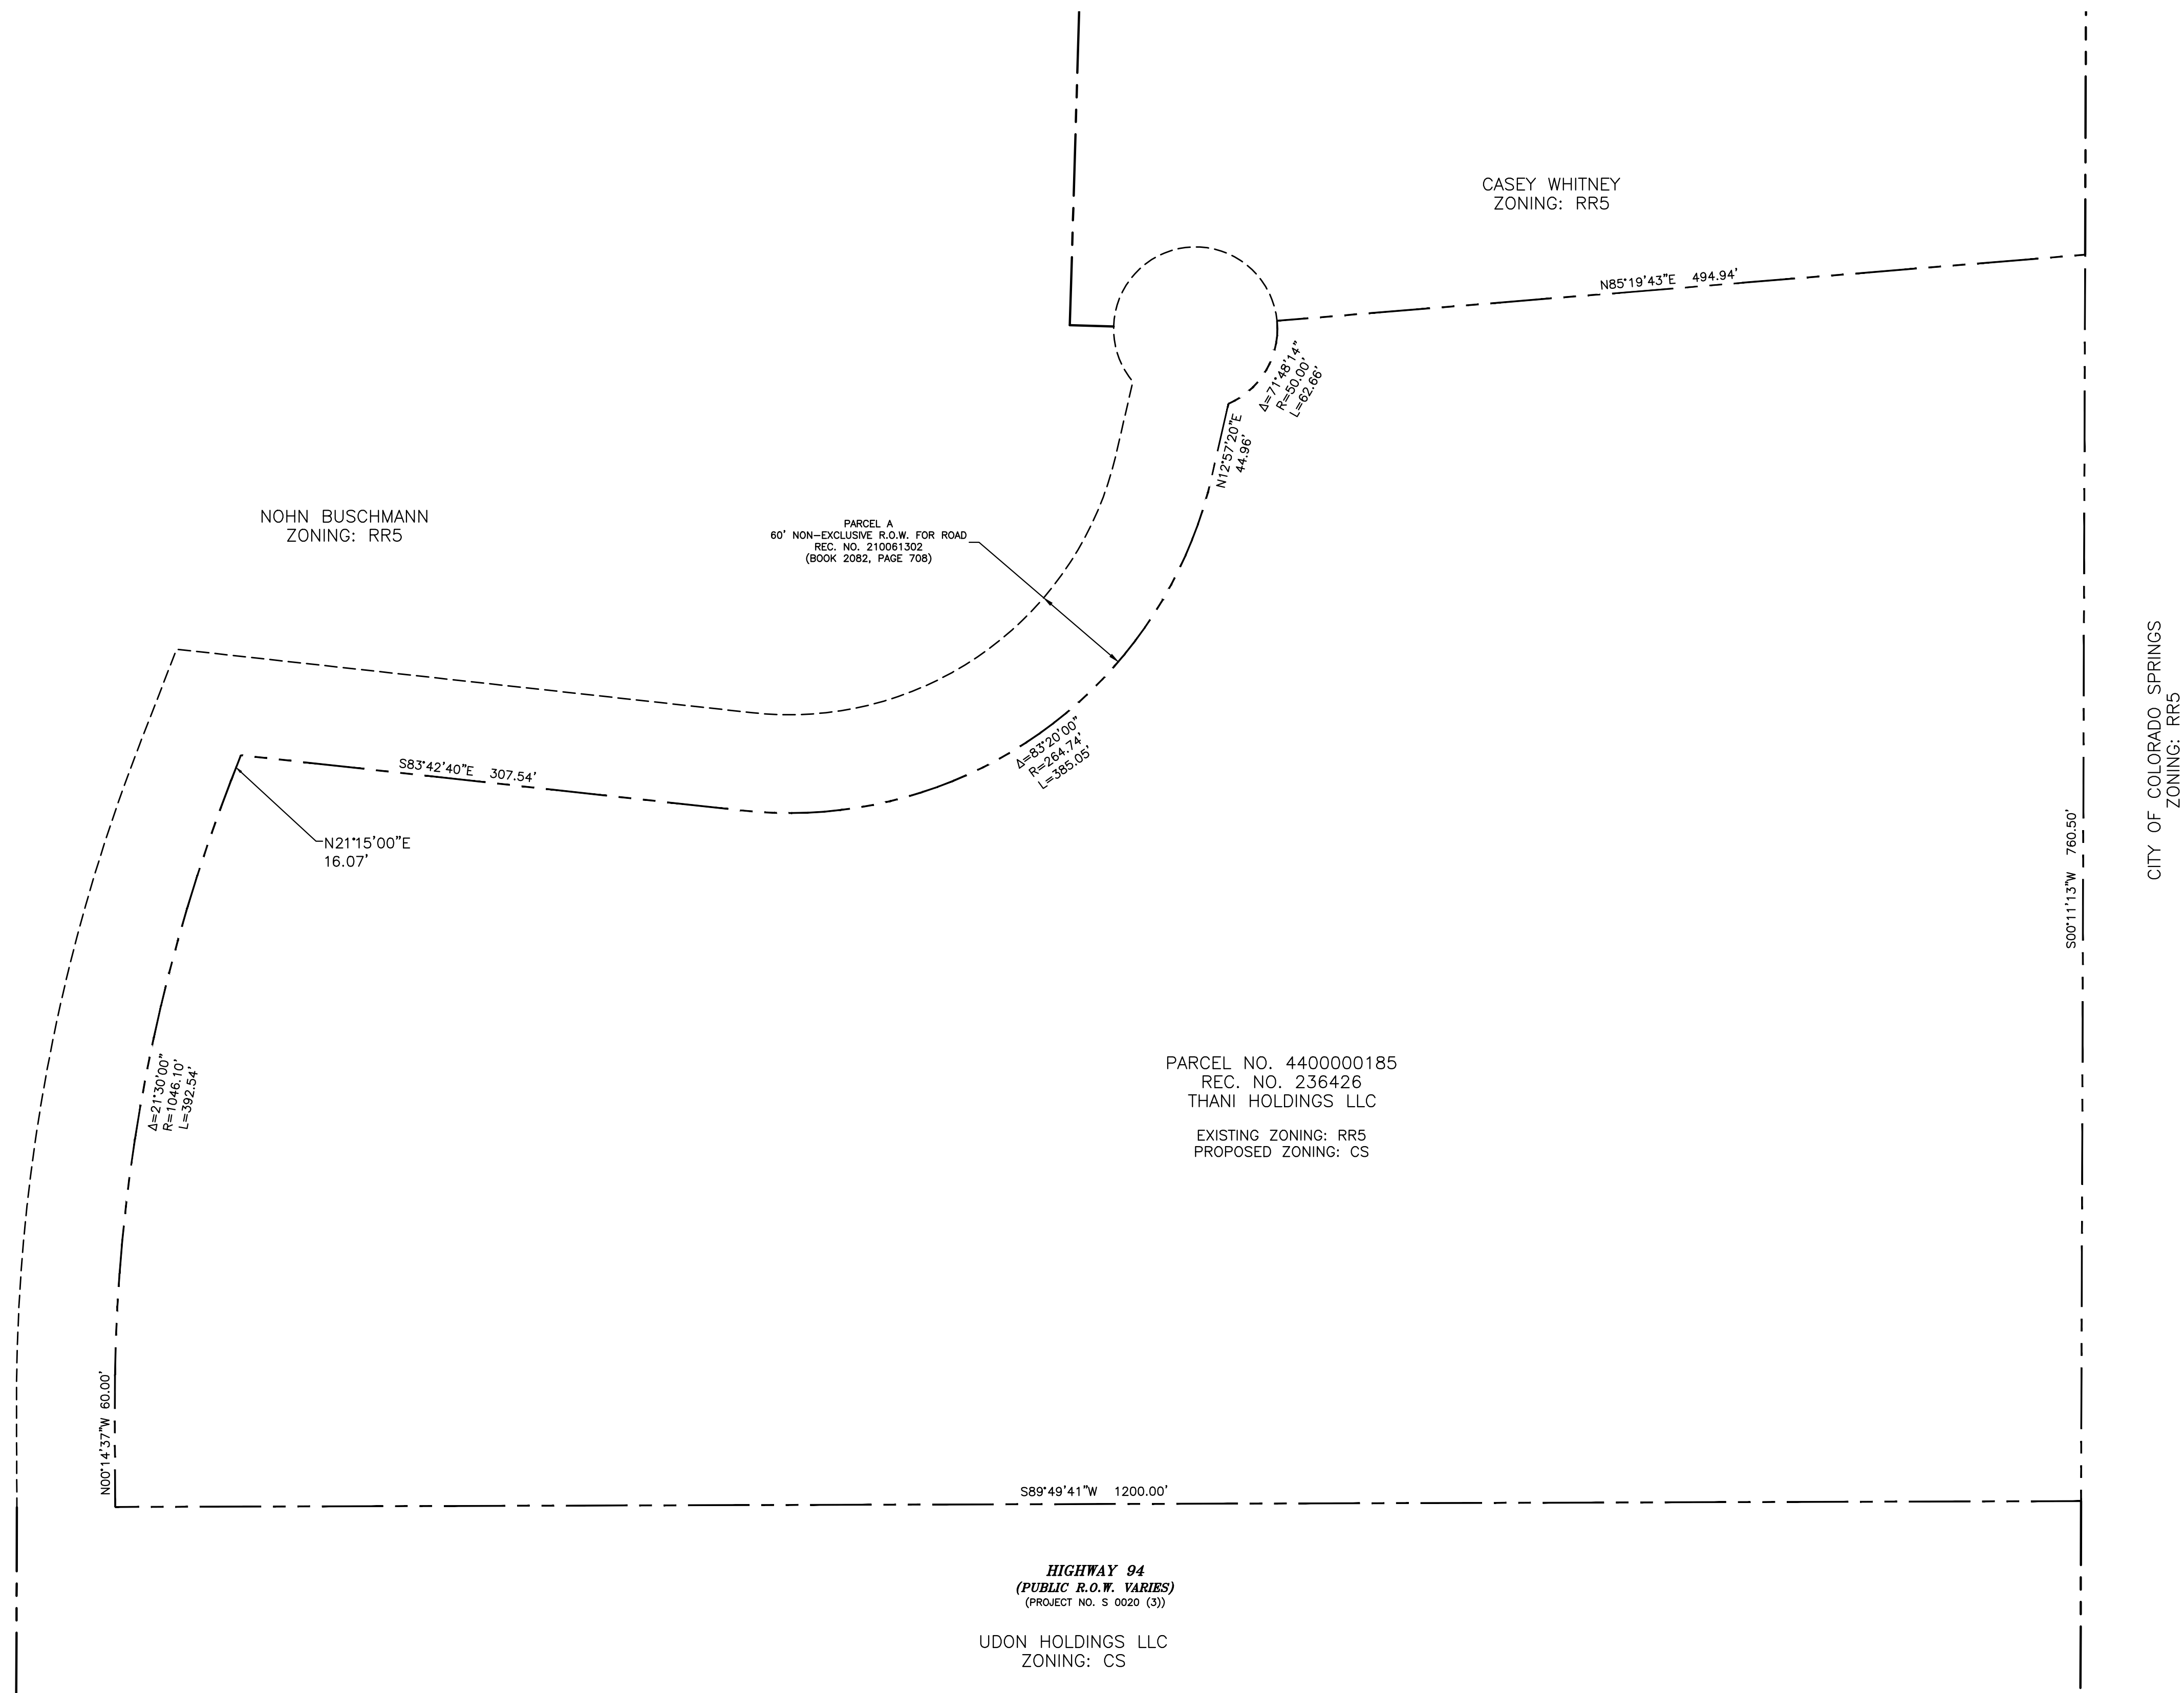 CASEY WHITNEY
ZONING: RR5
N85°19'43"E 494.94'
Δ=71°48'14"
R=50.00'
L=62.66'
N12°57'20"E
44.96'
NOHN BUSCHMANN
ZONING: RR5
PARCEL A
60' NON-EXCLUSIVE R.O.W. FOR ROAD
REC. NO. 210061302
(BOOK 2082, PAGE 708)
S83°42'40"E 307.54'
Δ=83°20'00"
R=264.74'
L=385.05'
N21°15'00"E
16.07'
CITY OF COLORADO SPRINGS
ZONING: RR5
S00°11'13"W 760.50'
Δ=21°30'00"
R=1046.10'
L=392.54'
PARCEL NO. 4400000185
REC. NO. 236426
THANI HOLDINGS LLC
EXISTING ZONING: RR5
PROPOSED ZONING: CS
N00°14'37"W 60.00'
S89°49'41"W 1200.00'
HIGHWAY 94
(PUBLIC R.O.W. VARIES)
(PROJECT NO. S 0020 (3))
UDON HOLDINGS LLC
ZONING: CS